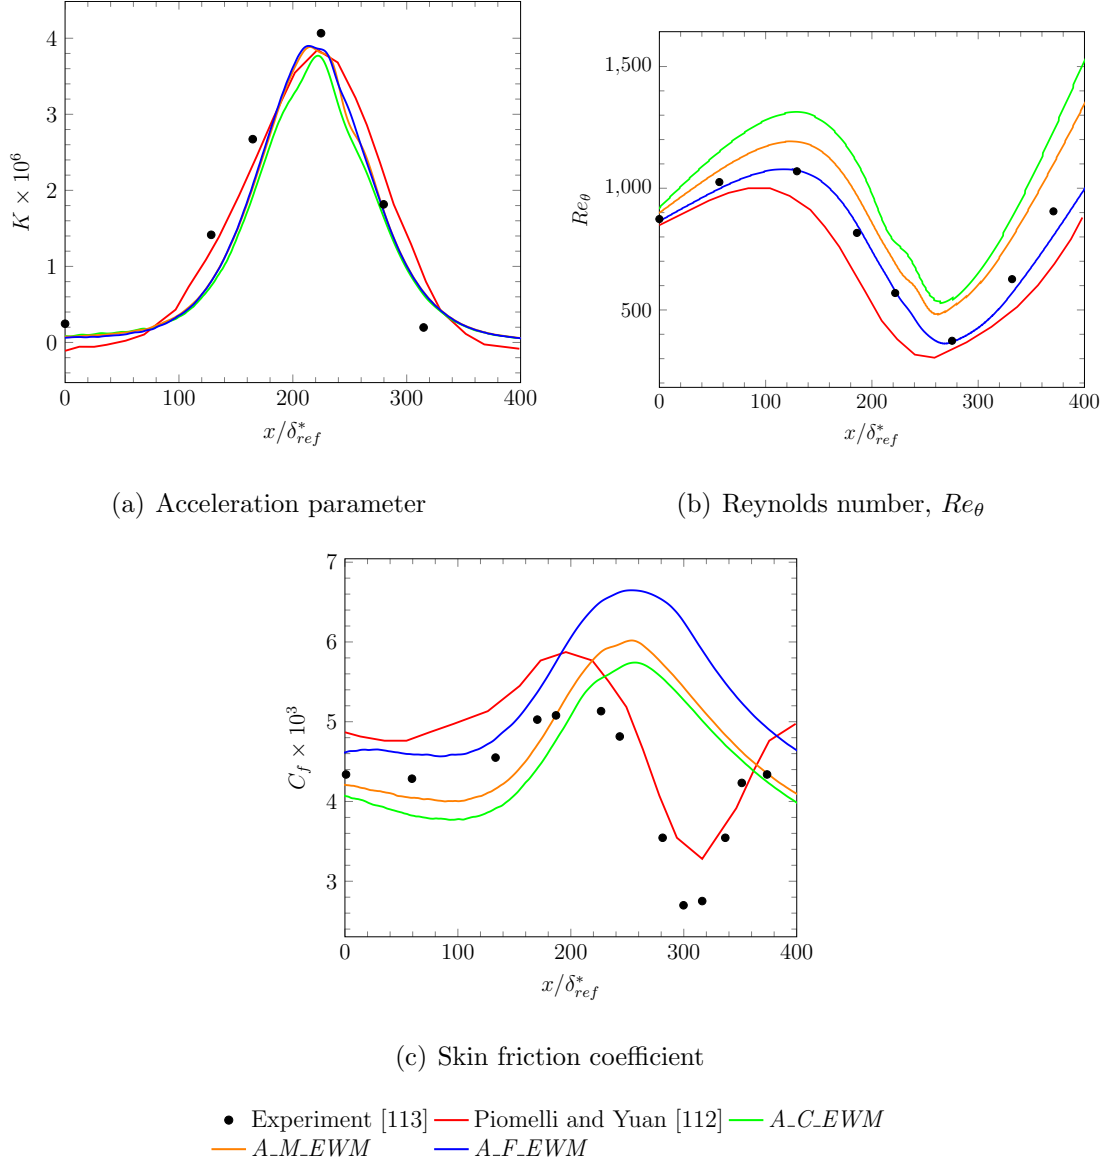 4
3
2
1
0
K × 10^6
0 100 200 300 400
x/δ*_ref
(a) Acceleration parameter
1,500
1,000
500
Re_θ
0 100 200 300 400
x/δ*_ref
(b) Reynolds number, Re_θ
7
6
5
4
3
C_f × 10^3
0 100 200 300 400
x/δ*_ref
(c) Skin friction coefficient
Experiment [113] Piomelli and Yuan [112] A_C_EWM
A_M_EWM A_F_EWM